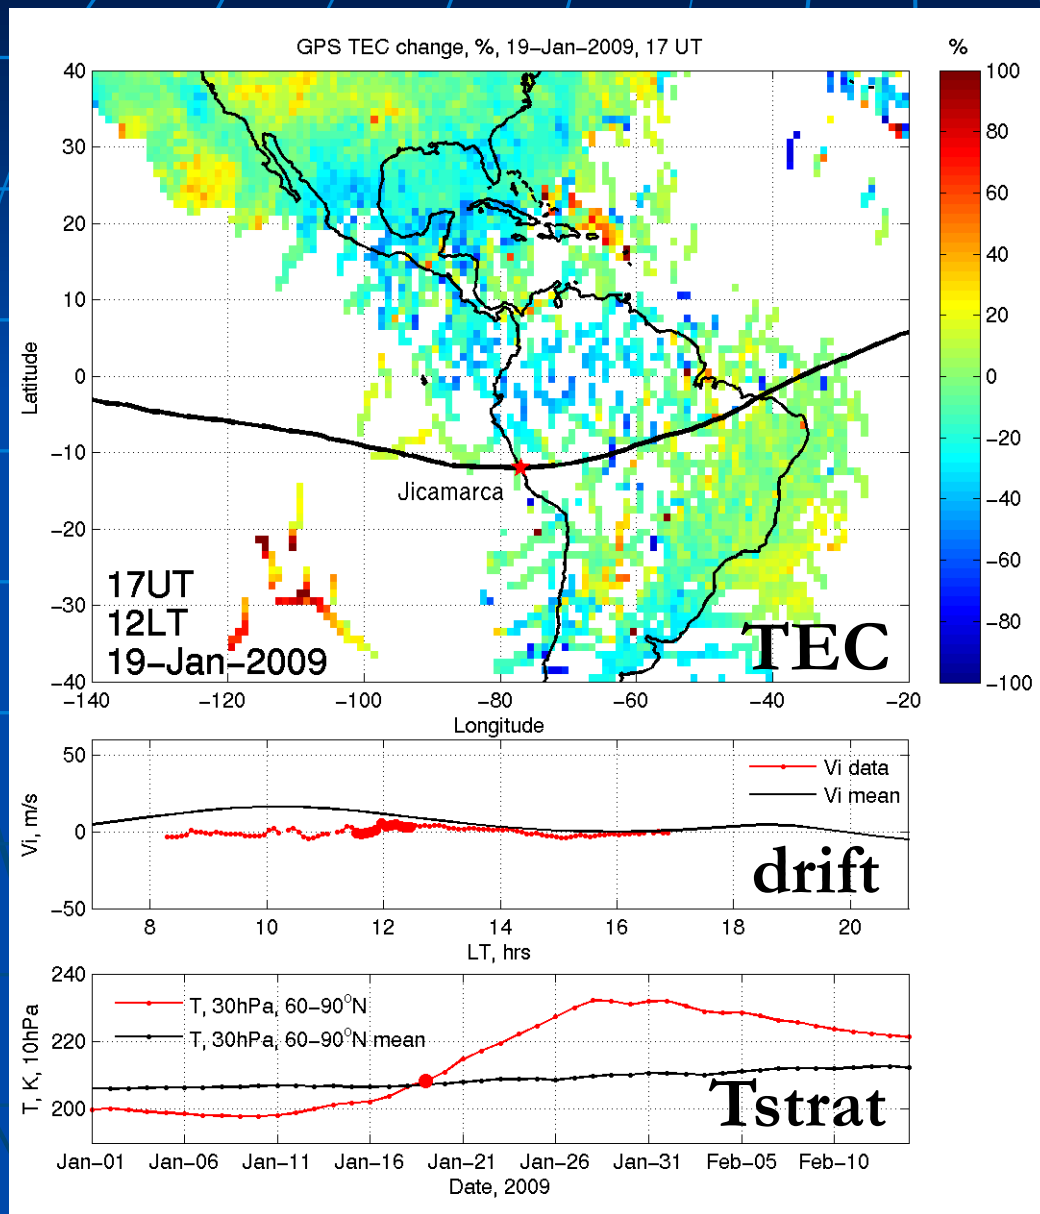 GPS TEC change, %, 19-Jan-2009, 17 UT
%
40
30
20
10
0
-10
-20
-30
-40
Latitude
-140
-120
-100
-80
-60
-40
-20
Longitude
Jicamarca
17UT
12LT
19-Jan-2009
TEC
100
80
60
40
20
0
-20
-40
-60
-80
-100
50
0
-50
Vi, m/s
Vi data
Vi mean
drift
8
10
12
14
16
18
20
LT, hrs
240
220
200
T, K, 10hPa
T, 30hPa, 60-90°N
T, 30hPa, 60-90°N mean
Tstrat
Jan-01
Jan-06
Jan-11
Jan-16
Jan-21
Jan-26
Jan-31
Feb-05
Feb-10
Date, 2009